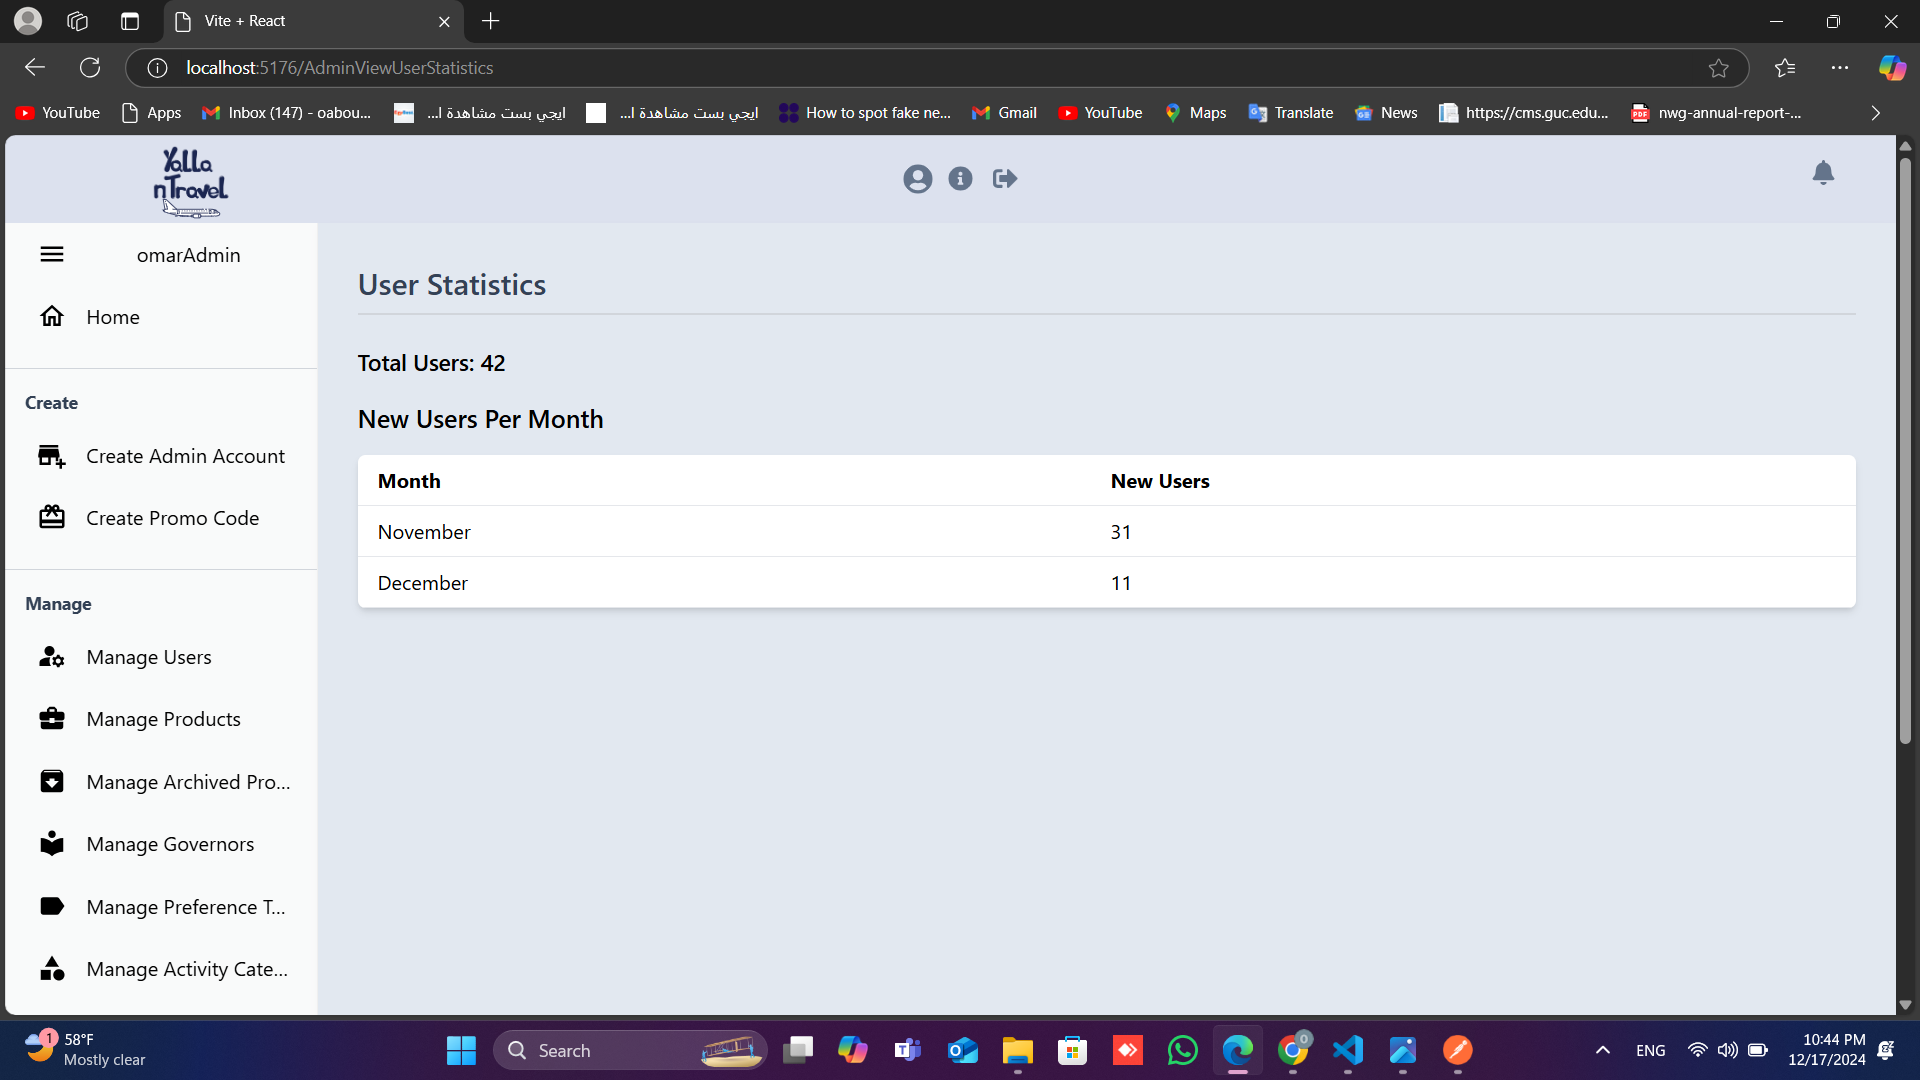 Vite + React
localhost:5176/AdminViewUserStatistics
YouTube
Apps
Inbox (147) - oabou...
ايجي بست مشاهدة ا...
ايجي بست مشاهدة ا...
How to spot fake ne...
Gmail
YouTube
Maps
Translate
News
https://cms.guc.edu...
nwg-annual-report-...
Yalla
nTravel
omarAdmin
Home
Create
Create Admin Account
Create Promo Code
Manage
Manage Users
Manage Products
Manage Archived Pro...
Manage Governors
Manage Preference T...
Manage Activity Cate...
User Statistics
Total Users: 42
New Users Per Month
Month New Users
November 31
December 11
1
58°F
Mostly clear
Search
0
ENG
10:44 PM
12/17/2024